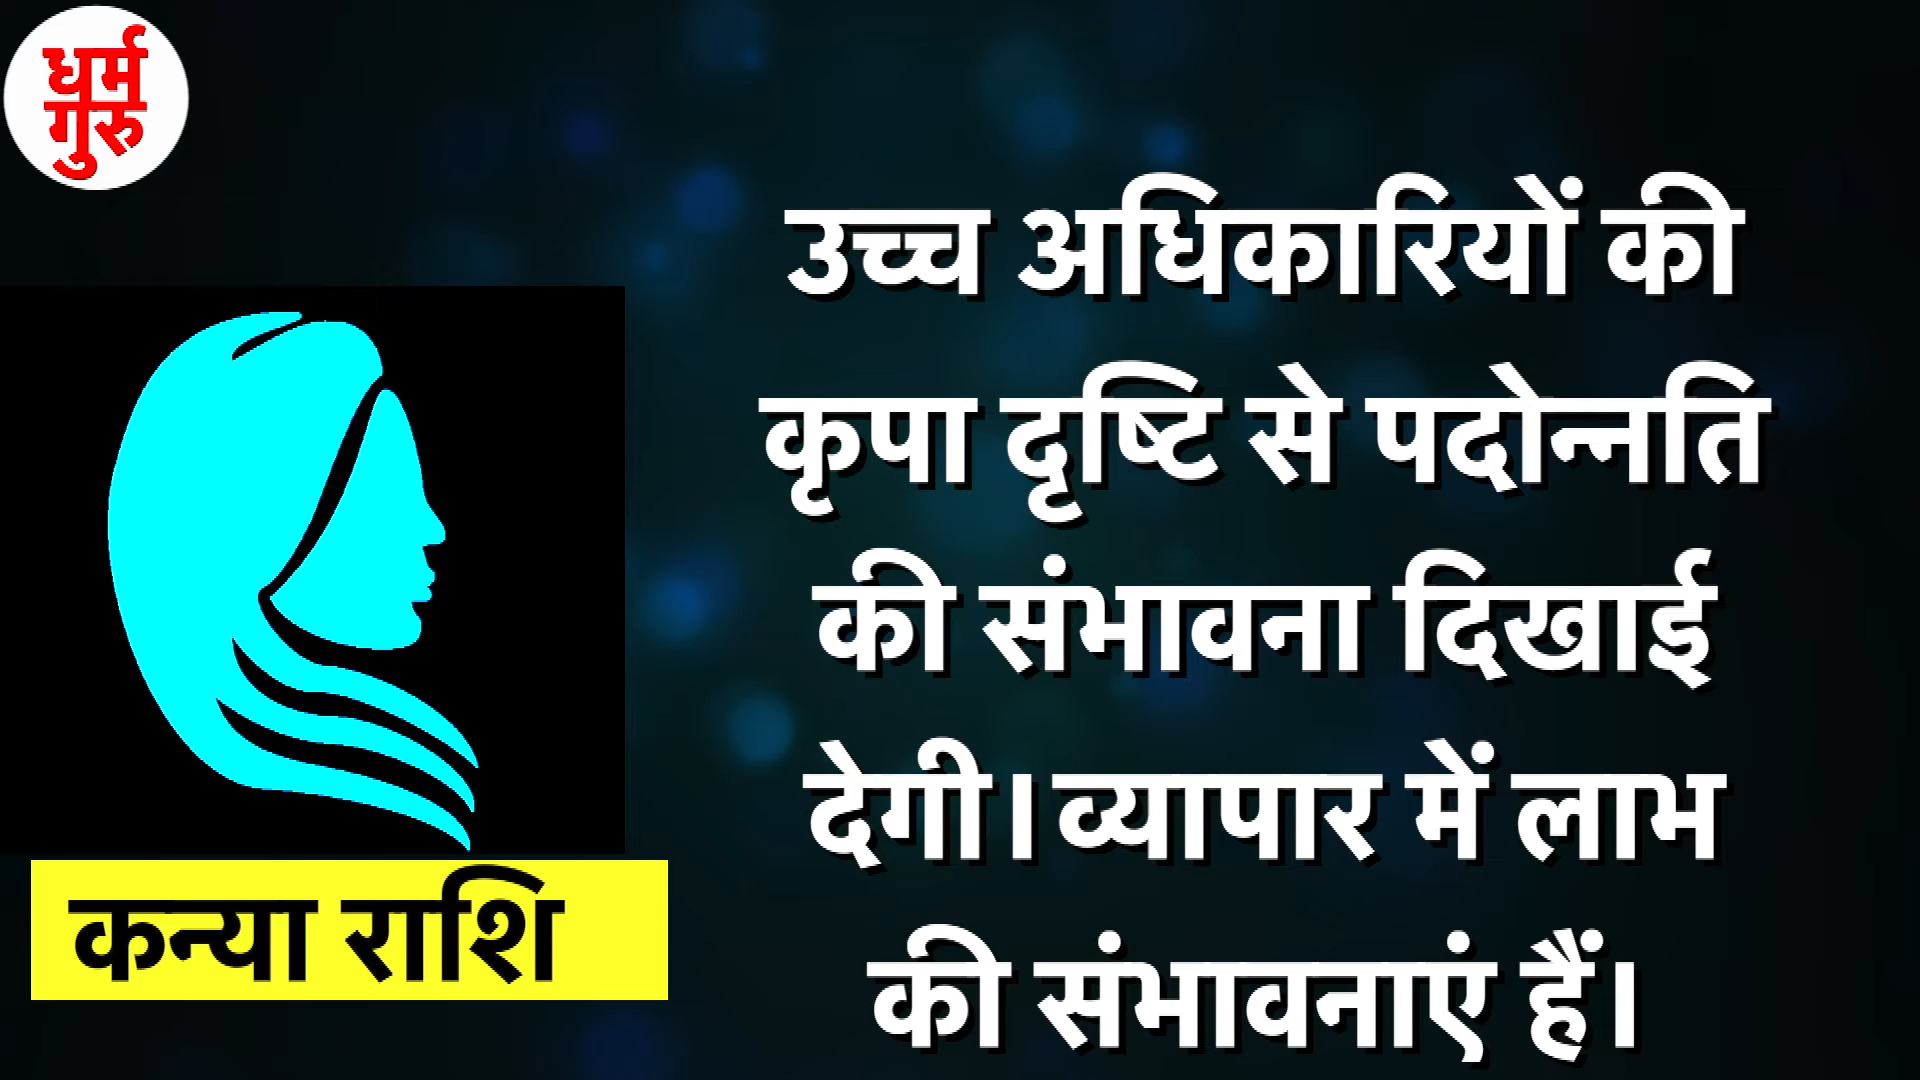 धर्म
गुरु
उच्च अधिकारियों की
कृपा दृष्टि से पदोन्नति
की संभावना दिखाई
देगी।व्यापार में लाभ
की संभावनाएं हैं।
कन्या राशि